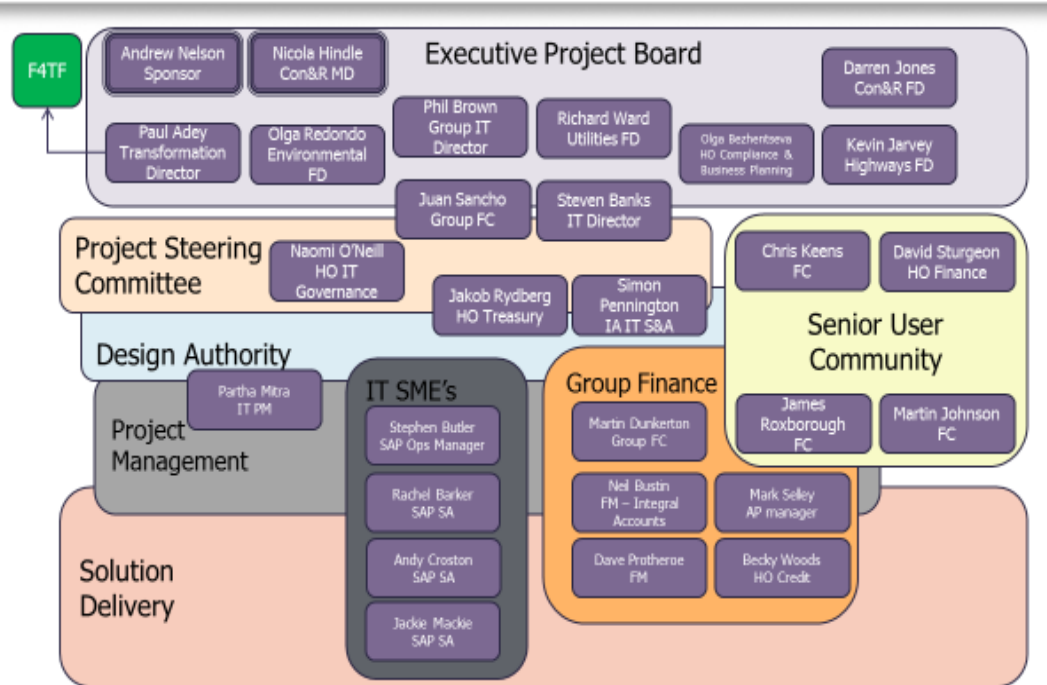 F4TF
Andrew Nelson
Sponsor
Nicola Hindle
Con&R MD
Executive Project Board
Darren Jones
Con&R FD
Paul Adey
Transformation
Director
Olga Redondo
Environmental
FD
Phil Brown
Group IT
Director
Richard Ward
Utilities FD
Olga Bezhentseva
HO Compliance &
Business Planning
Kevin Jarvey
Highways FD
Juan Sancho
Group FC
Steven Banks
IT Director
Project Steering
Committee
Naomi O'Neill
HO IT
Governance
Jakob Rydberg
HO Treasury
Simon
Pennington
IA IT S&A
Chris Keens
FC
David Sturgeon
HO Finance
Senior User
Community
James
Roxborough
FC
Martin Johnson
FC
Design Authority
Partha Mitra
IT PM
Project
Management
IT SME's
Stephen Butler
SAP Ops Manager
Rachel Barker
SAP SA
Andy Croston
SAP SA
Jackie Mackie
SAP SA
Group Finance
Martin Dunkerton
Group FC
Neil Bustin
FM – Integral
Accounts
Mark Selley
AP manager
Dave Protheroe
FM
Becky Woods
HO Credit
Solution
Delivery